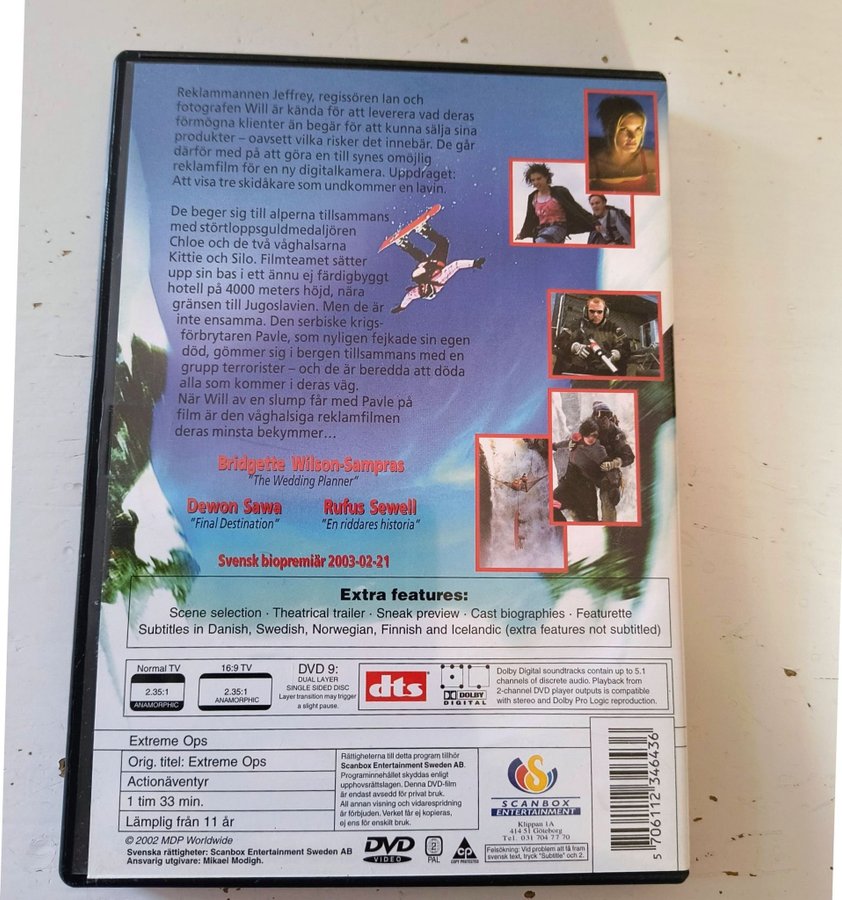 Reklammannen Jeffrey, regissören Ian och
fotografen Will är kända för att leverera vad deras
förmögna klienter än begär för att kunna sälja sina
produkter – oavsett vilka risker det innebär. De går
därför med på att göra en till synes omöjlig
reklamfilm för en ny digitalkamera. Uppdraget:
Att visa tre skidåkare som undkommer en lavin.
De beger sig till alperna tillsammans
med störtloppsguldmedaljören
Chloe och de två våghalsarna
Kittie och Silo. Filmteamet sätter
upp sin bas i ett ännu ej färdigbyggt
hotell på 4000 meters höjd, nära
gränsen till Jugoslavien. Men de är
inte ensamma. Den serbiske krigs-
förbrytaren Pavle, som nyligen fejkade sin egen
död, gömmer sig i bergen tillsammans med en
grupp terrorister – och de är beredda att döda
alla som kommer i deras väg.
När Will av en slump får med Pavle på
film är den våghalsiga reklamfilmen
deras minsta bekymmer...
Bridgette Wilson-Sampras
"The Wedding Planner"
Dewon Sawa Rufus Sewell
"Final Destination" "En riddares historia"
Svensk biopremiär 2003-02-21
Extra features:
Scene selection · Theatrical trailer · Sneak preview · Cast biographies · Featurette
Subtitles in Danish, Swedish, Norwegian, Finnish and Icelandic (extra features not subtitled)
Normal TV
2.35:1
ANAMORPHIC
16:9 TV
2.35:1
ANAMORPHIC
DVD 9:
DUAL LAYER
SINGLE SIDED DISC
Layer transition may trigger
a slight pause.
dts
DOLBY
DIGITAL
Dolby Digital soundtracks contain up to 5.1
channels of discrete audio. Playback from
2-channel DVD player outputs is compatible
with stereo and Dolby Pro Logic reproduction.
Extreme Ops
Orig. titel: Extreme Ops
Actionäventyr
1 tim 33 min.
Lämplig från 11 år
Rättigheterna till detta program tillhör
Scanbox Entertainment Sweden AB.
Programinnehållet skyddas enligt
upphovsrättslagen. Denna DVD-film
är endast avsedd för privat bruk.
All annan visning och vidarespridning
är förbjuden. Verket får ej kopieras,
ej ens för enskilt bruk.
© 2002 MDP Worldwide
Svenska rättigheter: Scanbox Entertainment Sweden AB
Ansvarig utgivare: Mikael Modigh.
DVD
VIDEO
2
PAL
CP
COPY PROTECTED
S
SCANBOX
ENTERTAINMENT
Klippan 1A
414 51 Göteborg
Tel. 031 704 77 70
Felsökning: Vid problem att få fram
svensk text, tryck "Subtitle" och 2.
5 706112 346436